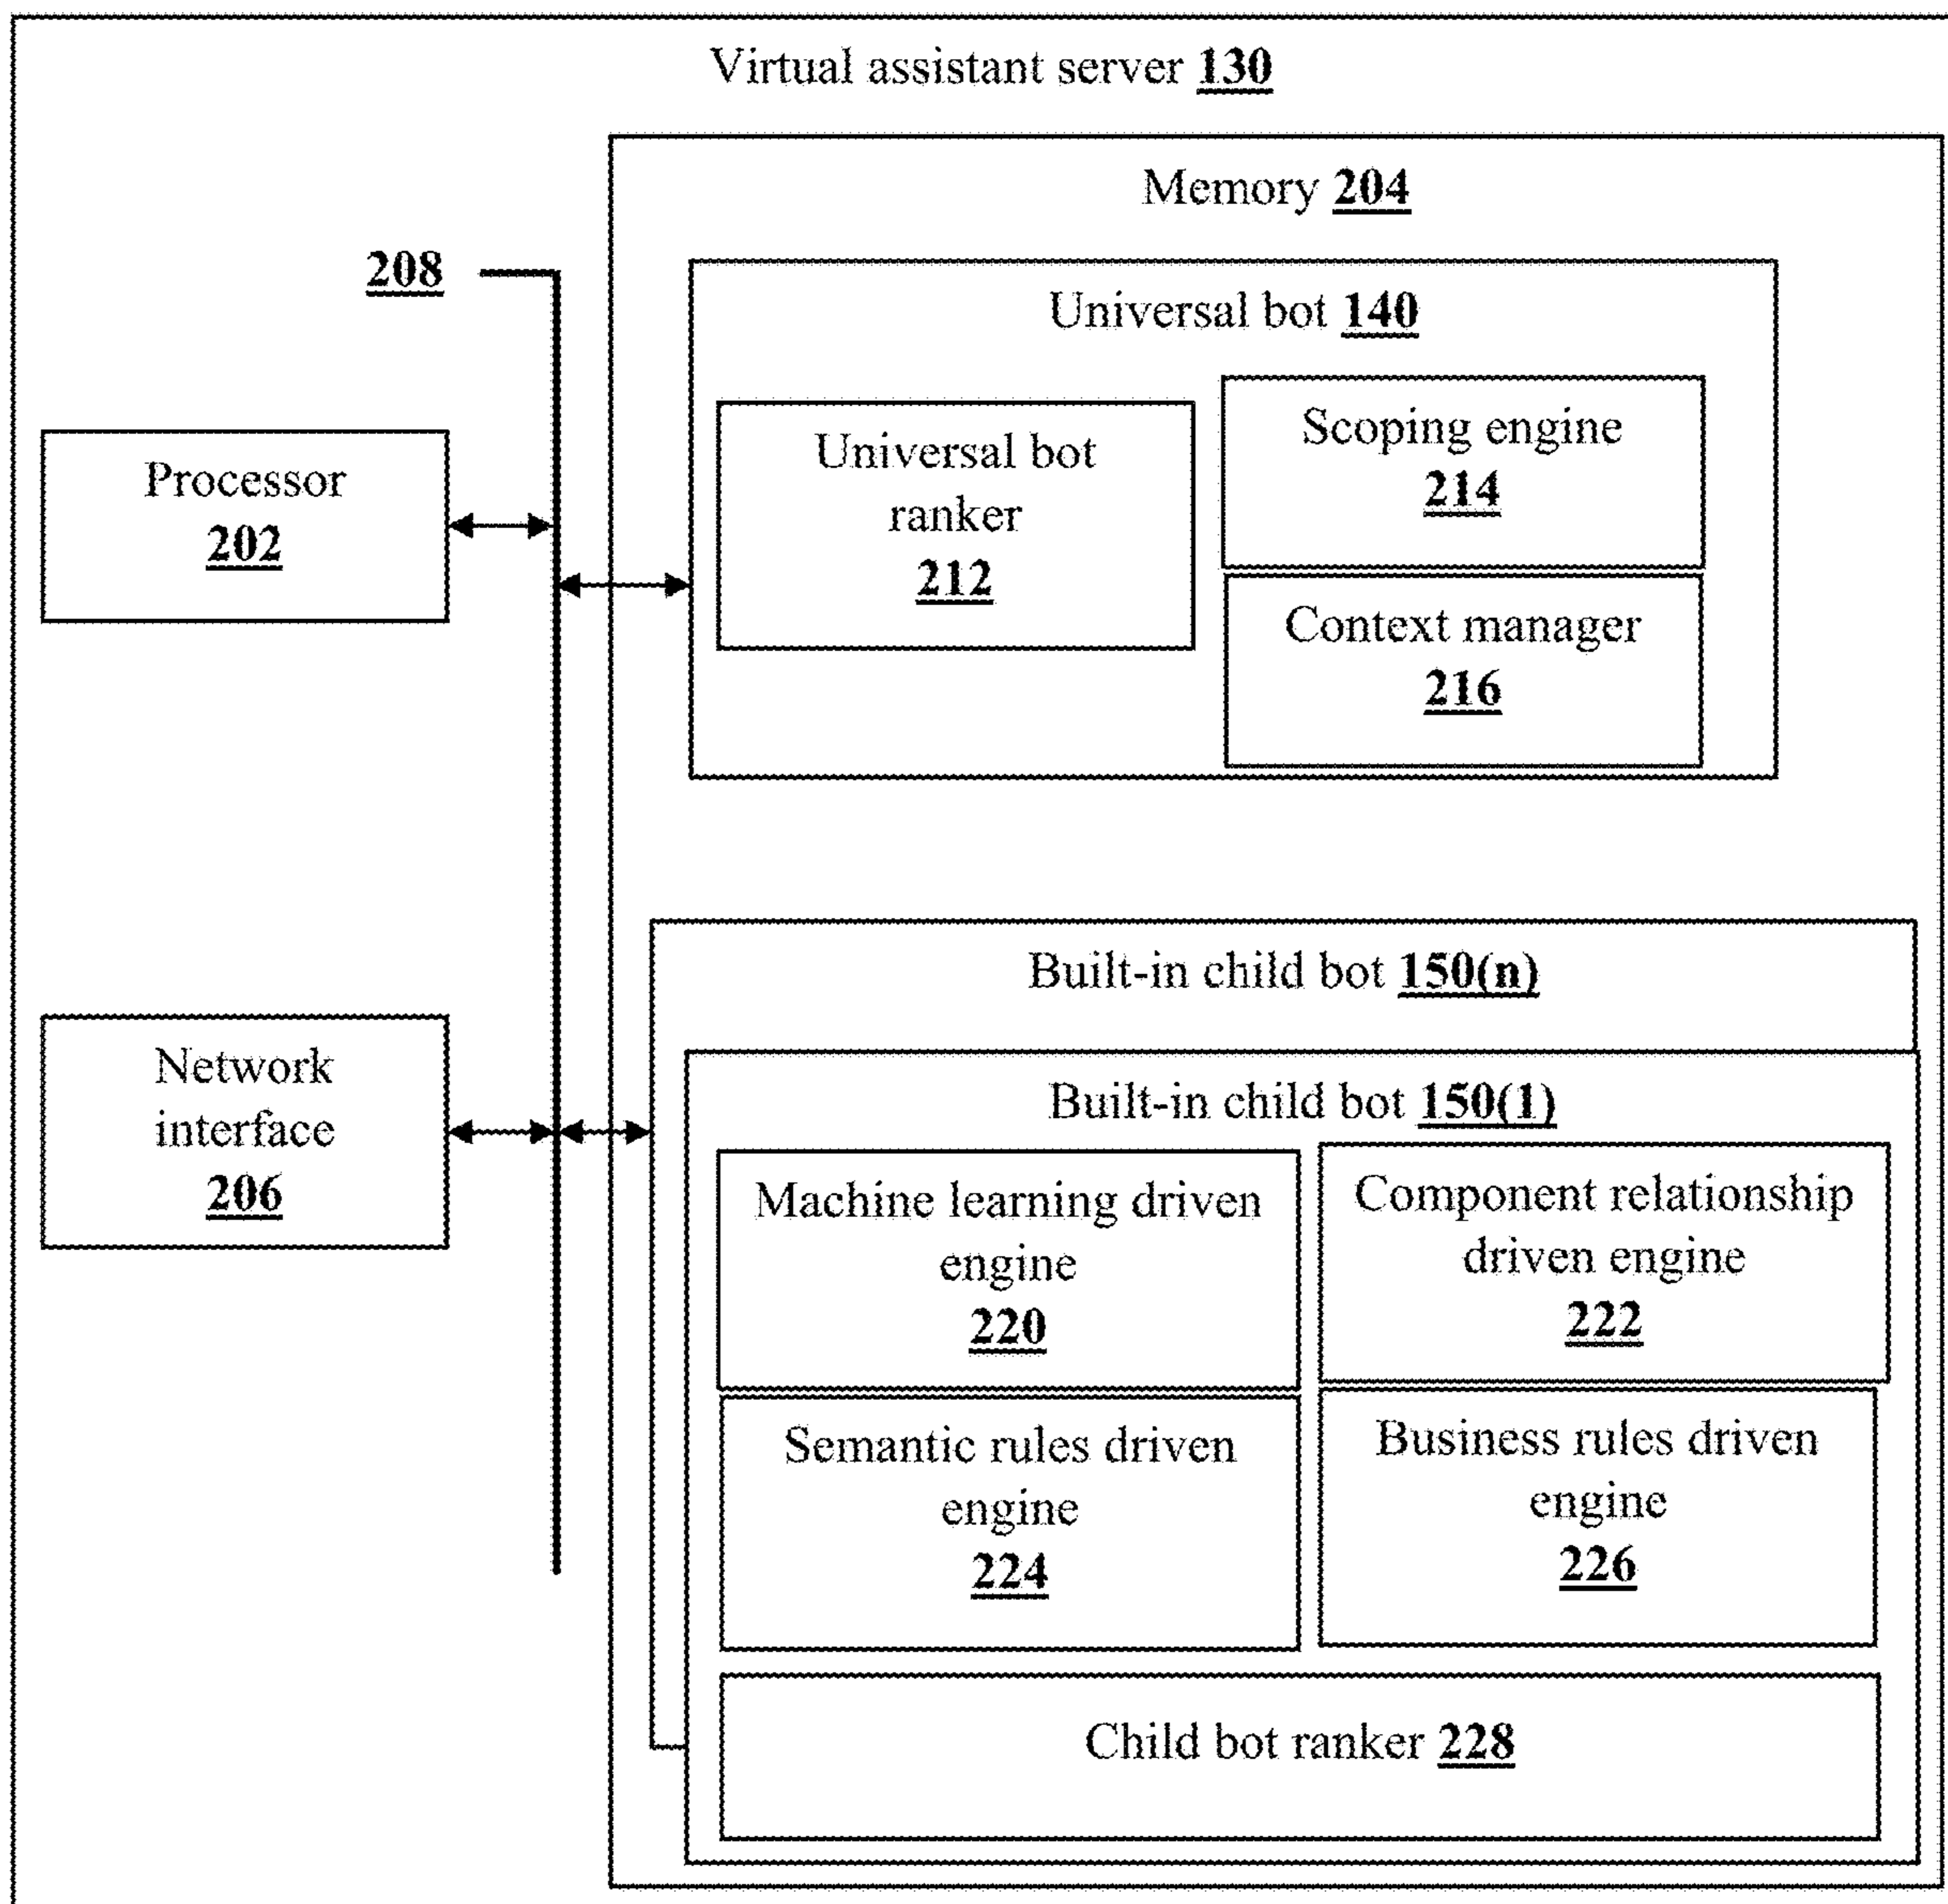 Virtual assistant server 130
Memory 204
208
Universal bot 140
Processor
202
Universal bot
ranker
212
Scoping engine
214
Context manager
216
Network
interface
206
Built-in child bot 150(n)
Built-in child bot 150(1)
Machine learning driven
engine
220
Component relationship
driven engine
222
Semantic rules driven
engine
224
Business rules driven
engine
226
Child bot ranker 228